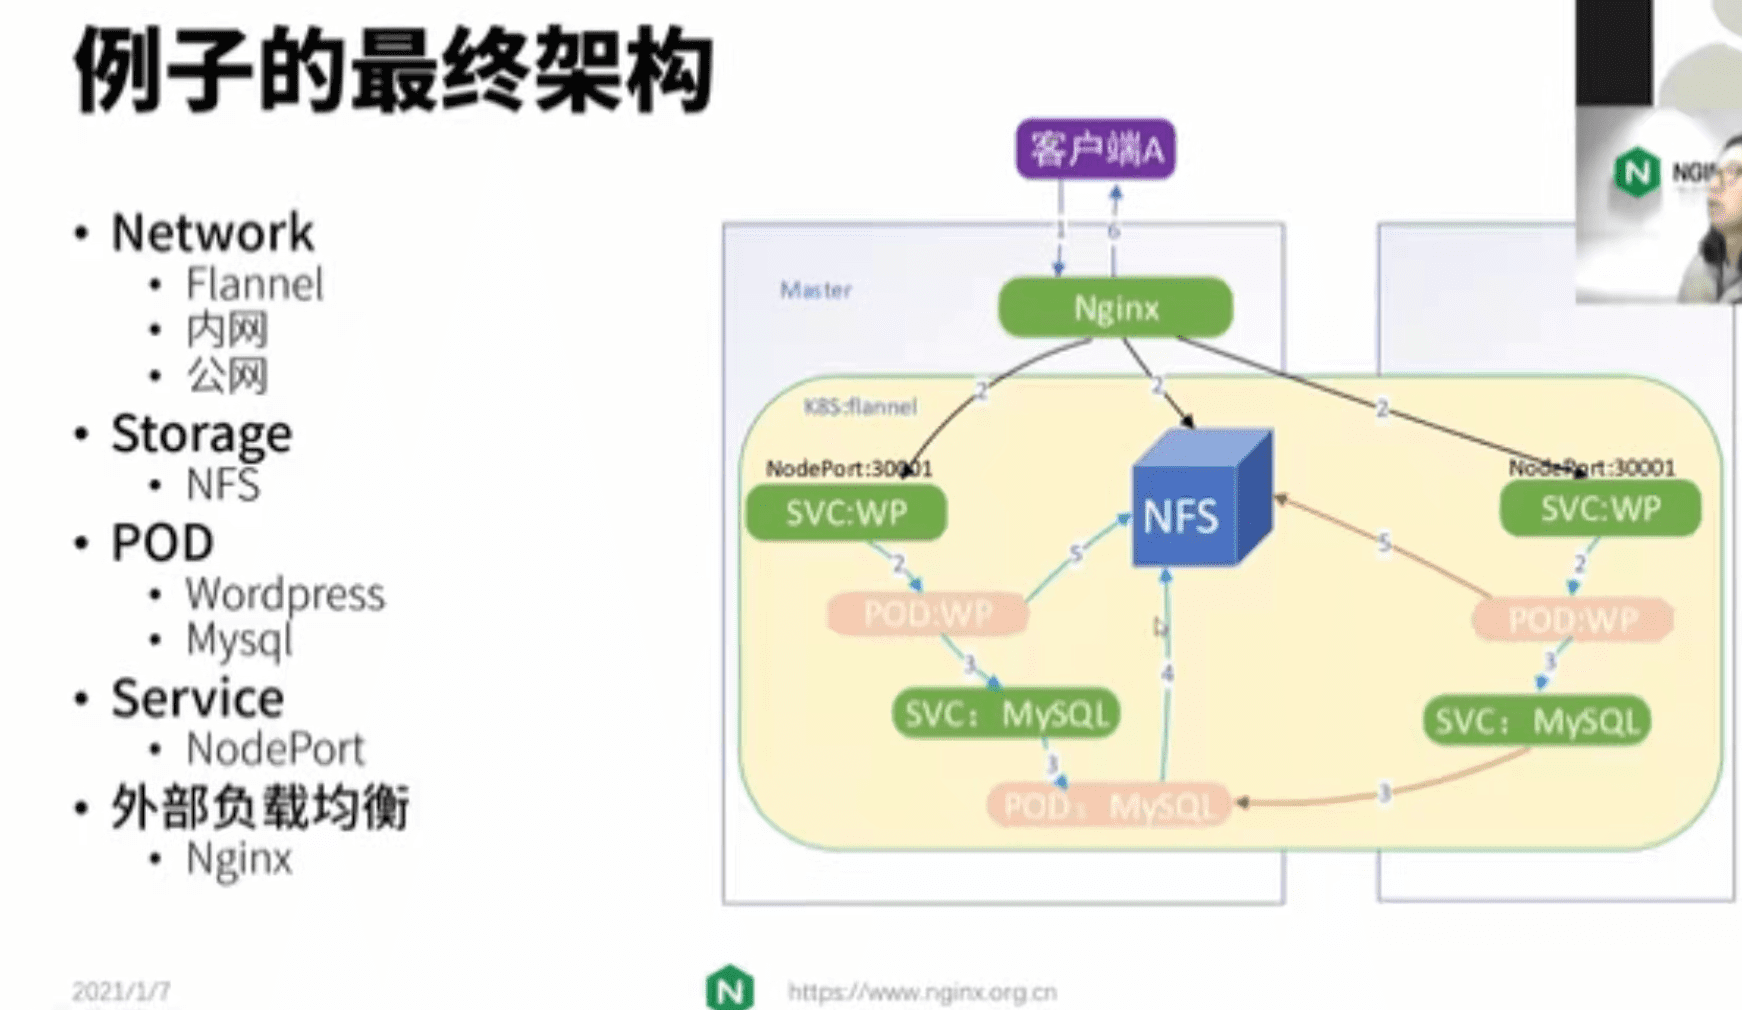 例子的最终架构
• Network
• Flannel
• 内网
• 公网
• Storage
• NFS
• POD
• Wordpress
• Mysql
• Service
• NodePort
• 外部负载均衡
• Nginx
客户端A
1
6
Master
Nginx
2
2
2
K8S:flannel
NodePort:30001
NodePort:30001
SVC:WP
NFS
SVC:WP
2
5
5
2
POD:WP
POD:WP
3
4
3
SVC：MySQL
SVC：MySQL
3
3
POD：MySQL
2021/1/7
N
https://www.nginx.org.cn
N